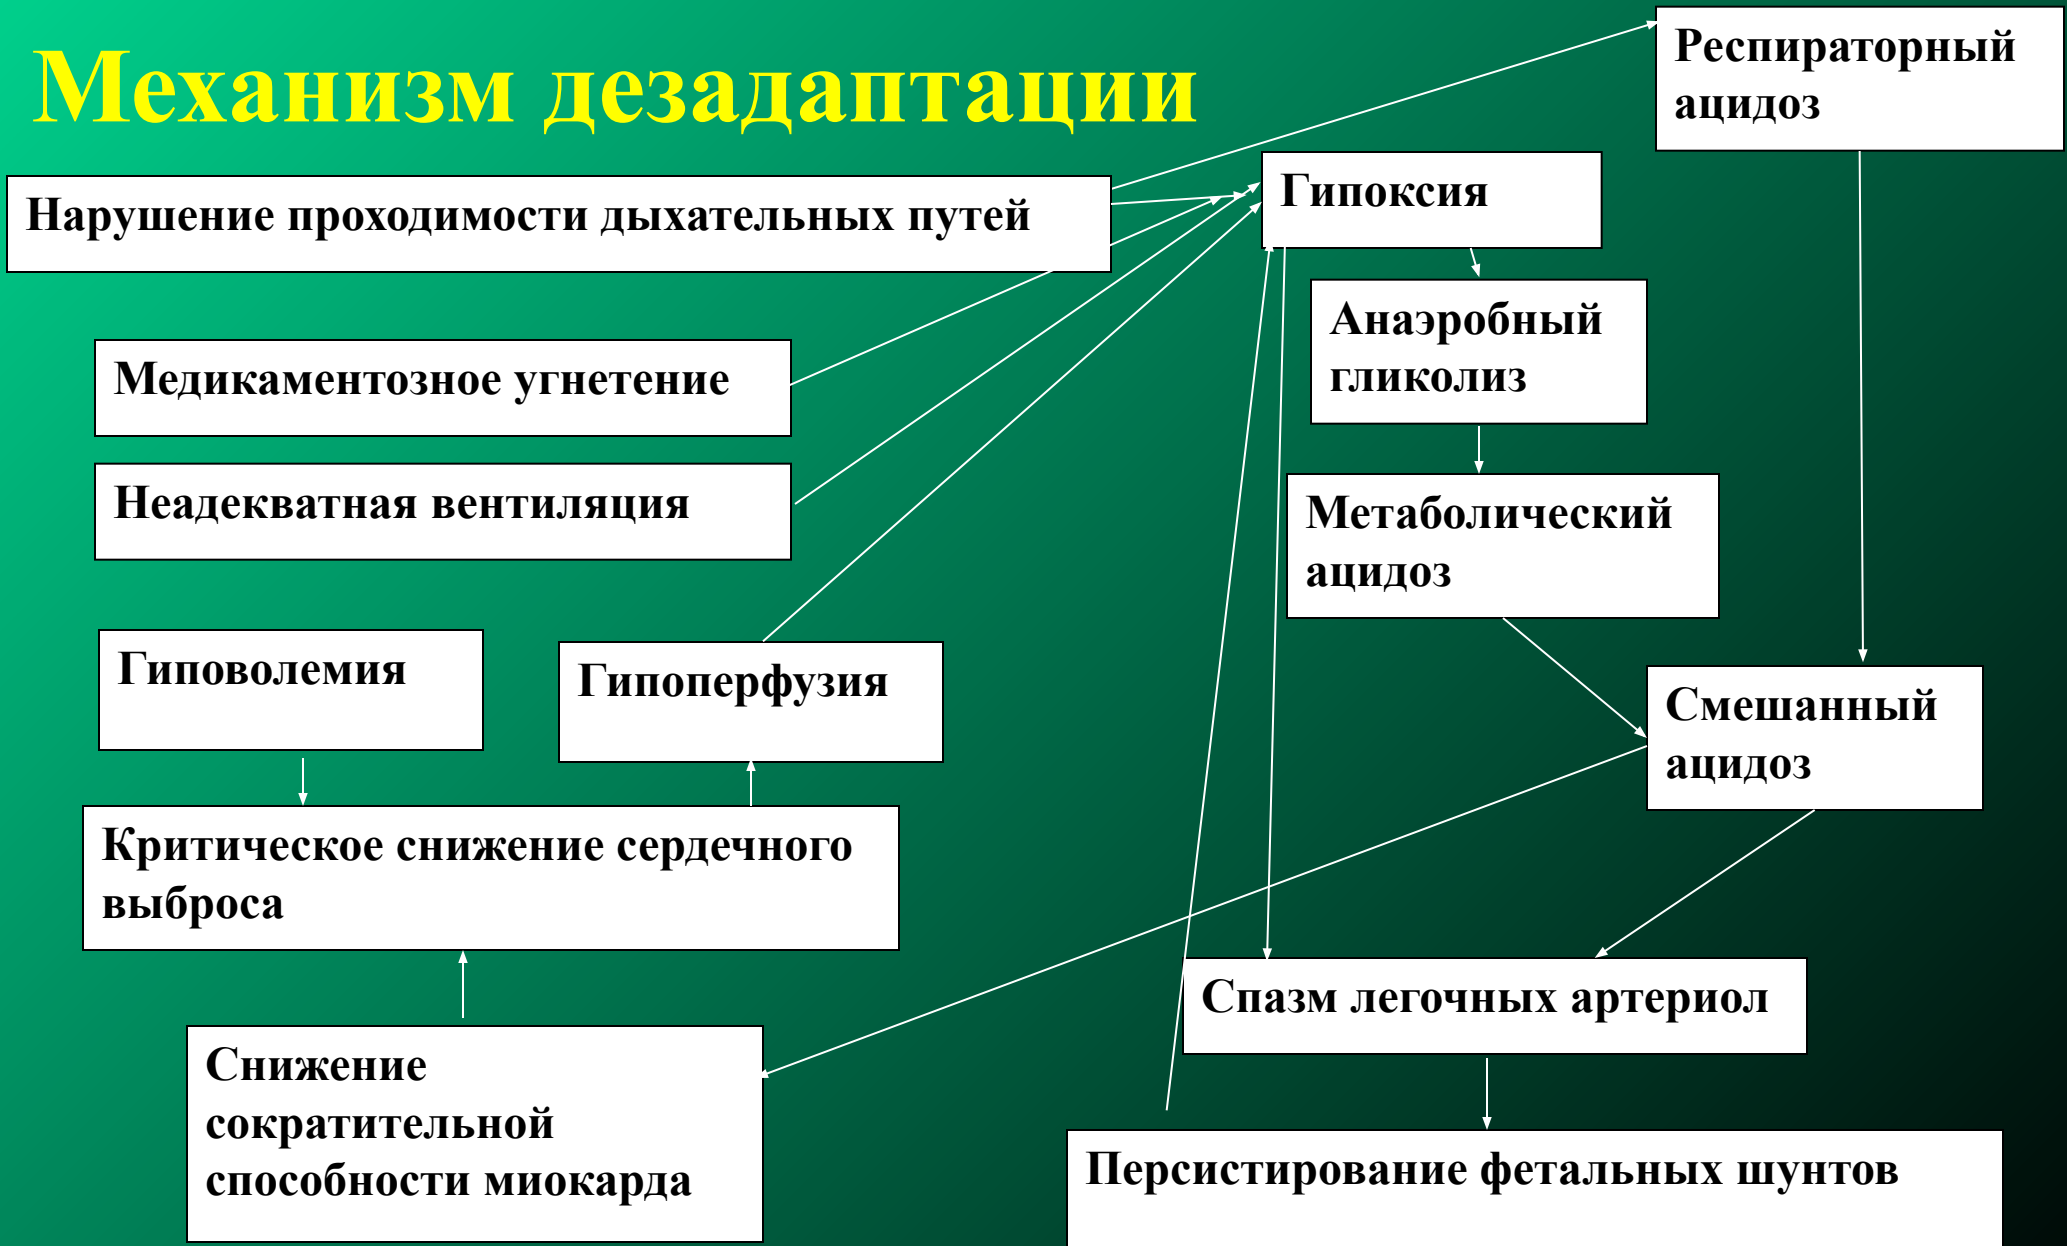 Механизм дезадаптации
Респираторный
ацидоз
Нарушение проходимости дыхательных путей
Гипоксия
Анаэробный
гликолиз
Медикаментозное угнетение
Неадекватная вентиляция
Метаболический
ацидоз
Гиповолемия
Гипоперфузия
Смешанный
ацидоз
Критическое снижение сердечного
выброса
Спазм легочных артериол
Снижение
сократительной
способности миокарда
Персистирование фетальных шунтов